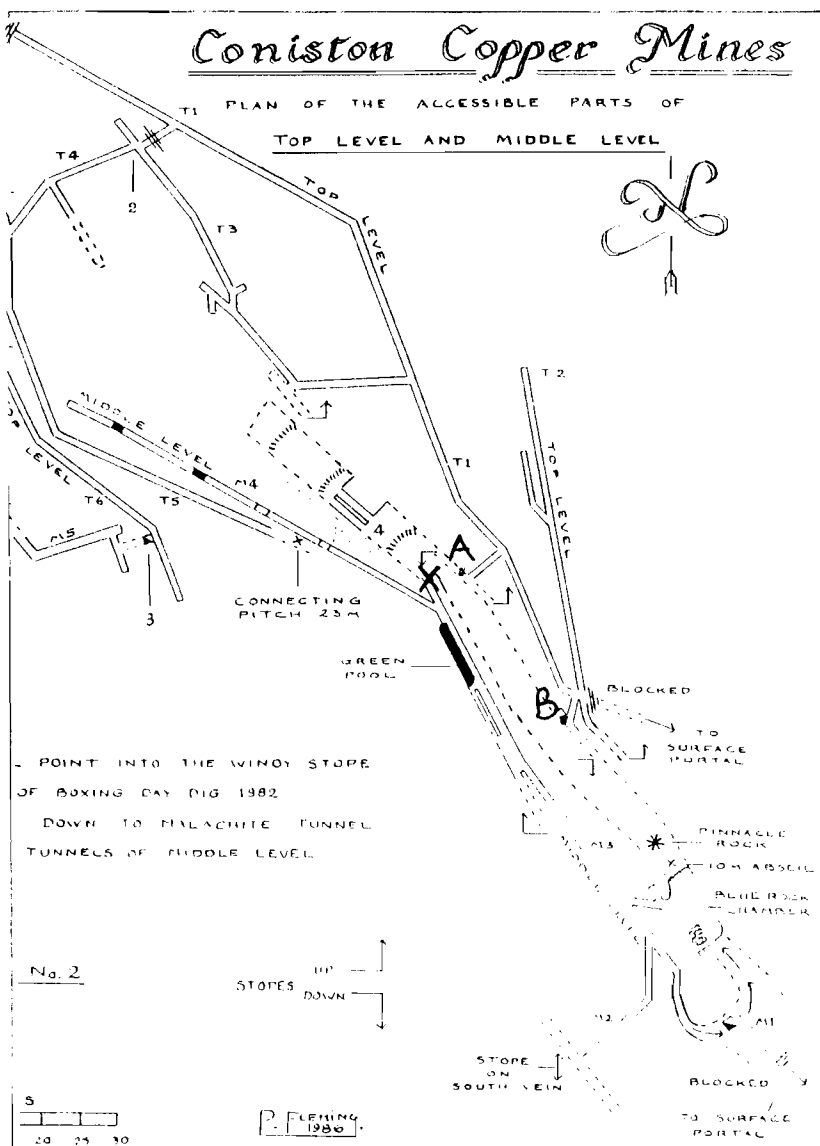 Coniston Copper Mines
PLAN OF THE ACCESSIBLE PARTS OF
TOP LEVEL AND MIDDLE LEVEL
N
T1
T4
2
T3
TOP LEVEL
T2
MIDDLE LEVEL
M4
T1
TOP LEVEL
LEVEL
T6
T5
M5
3
4
A
X
CONNECTING
PITCH 25M
GREEN
POOL
B
BLOCKED
TO
SURFACE
PORTAL
- POINT INTO THE WINDY STOPE
OF BOXING DAY DIG 1982
DOWN TO MALACHITE TUNNEL
TUNNELS OF MIDDLE LEVEL
M3
PINNACLE
ROCK
10M ABSEIL
BLUE ROCK
CHAMBER
No. 2
STOPES
UP
DOWN
M2
M1
STOPE
ON
SOUTH VEIN
BLOCKED
TO SURFACE
PORTAL
S
20 25 30
P. FLEMING
1986.